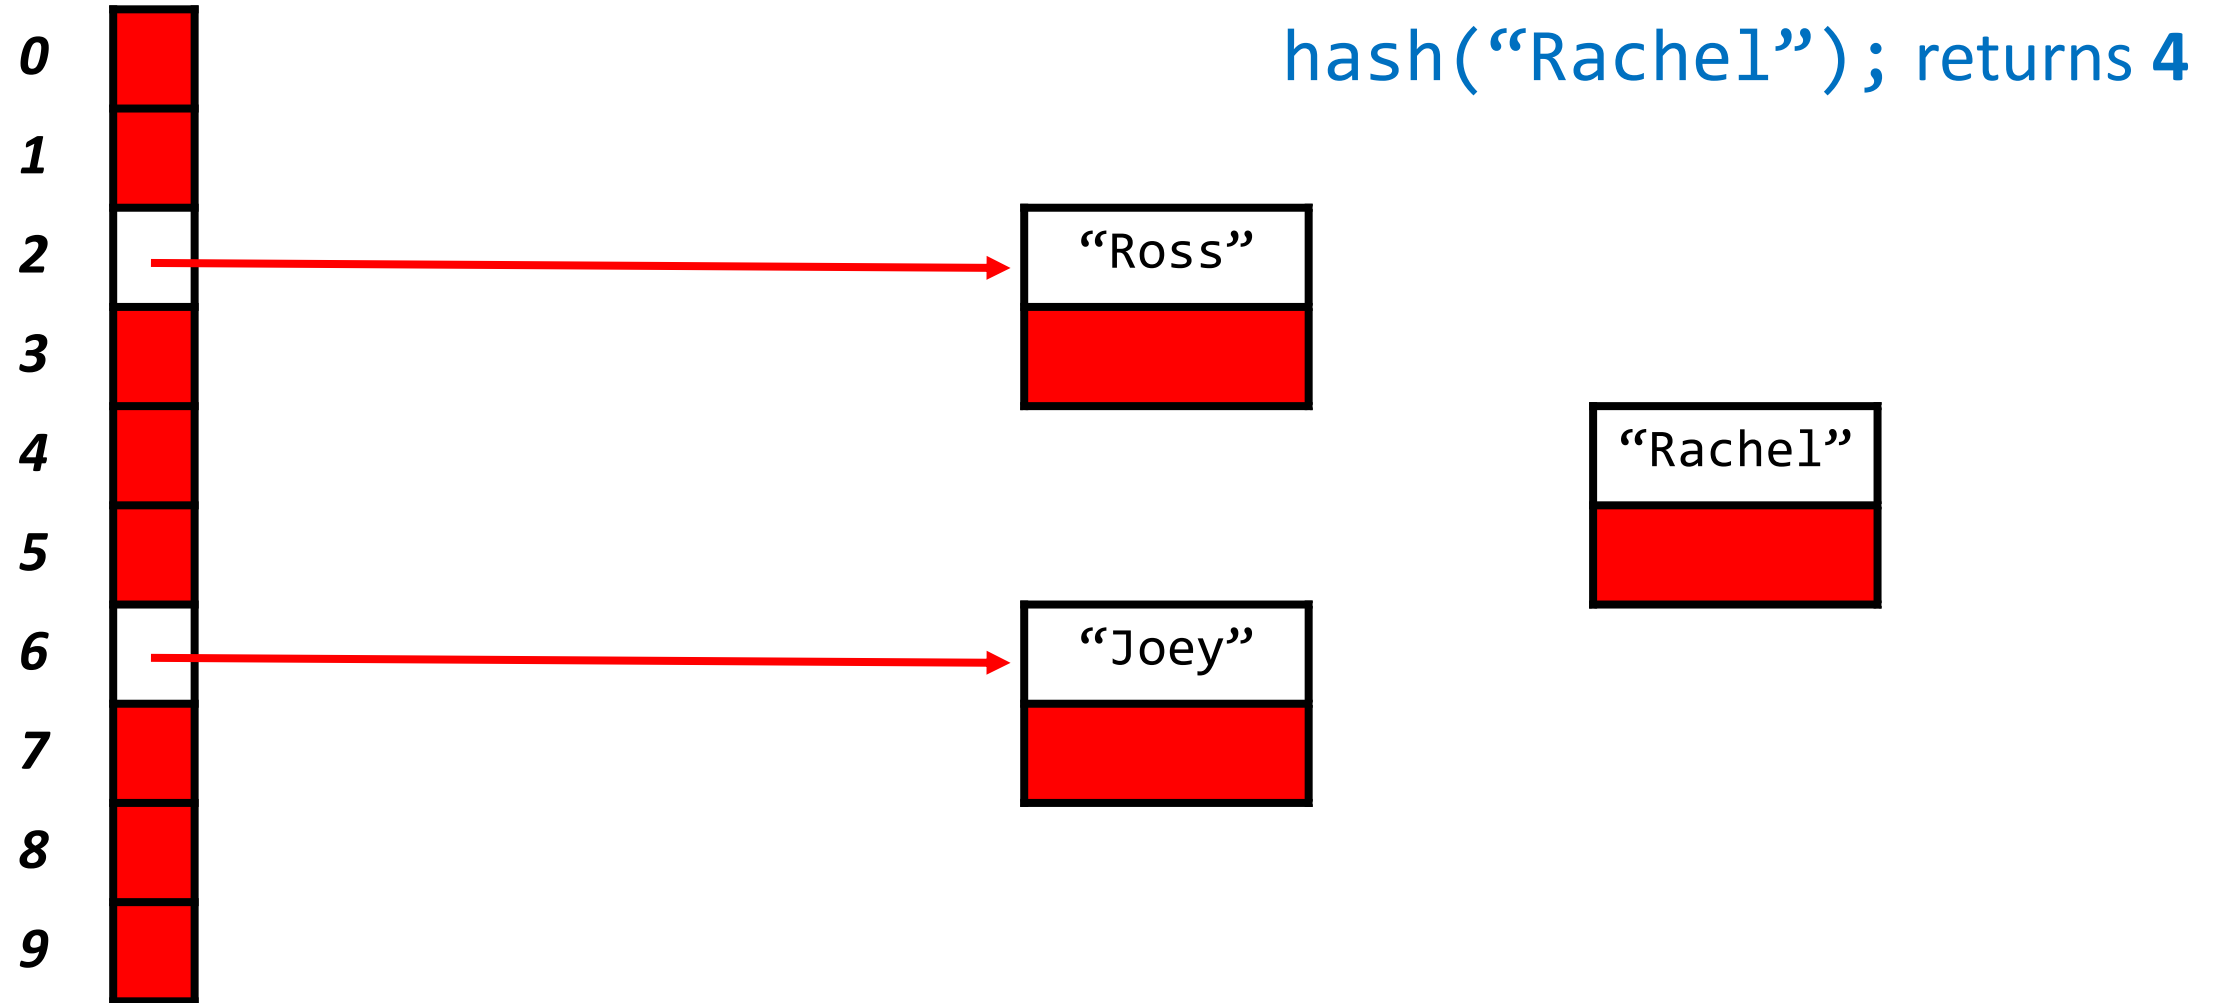 0
hash(“Rachel”); returns 4
1
2
“Ross”
3
4
“Rachel”
5
6
“Joey”
7
8
9